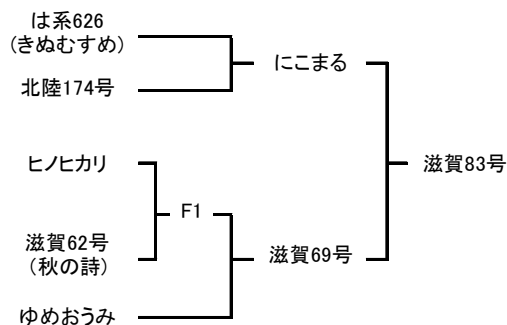 は系626
(きぬむすめ)
にこまる
北陸174号
ヒノヒカリ
滋賀83号
F1
滋賀62号
(秋の詩)
滋賀69号
ゆめおうみ